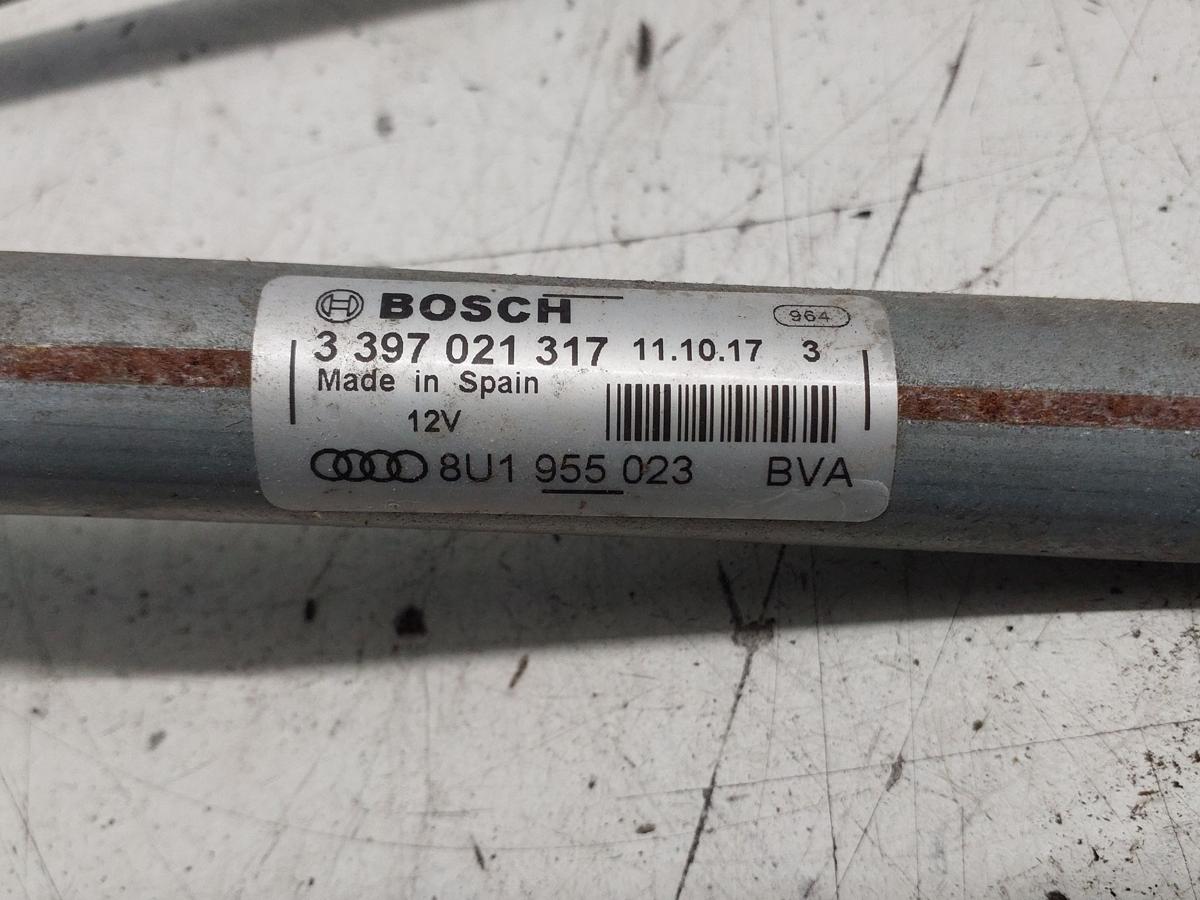 BOSCH 964
3 397 021 317 11.10.17 3
Made in Spain
12V
8U1 955 023 BVA